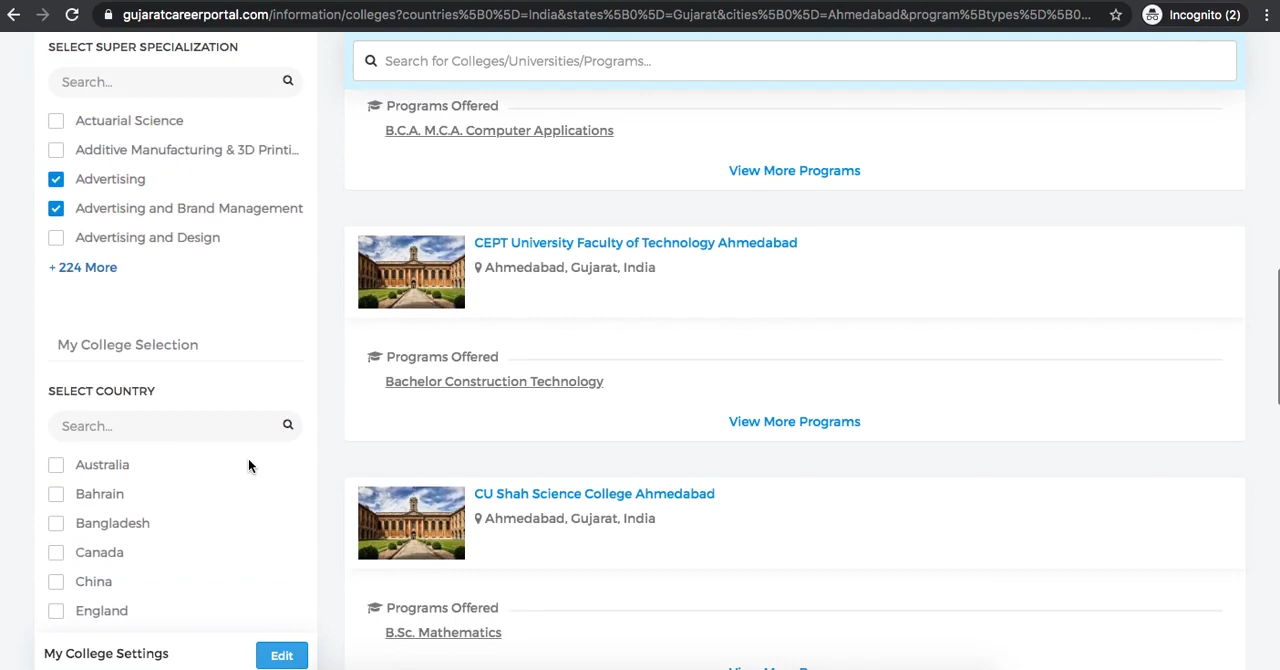 gujaratcareerportal.com/information/colleges?countries%5B0%5D=India&states%5B0%5D=Gujarat&cities%5B0%5D=Ahmedabad&program%5Btypes%5D%5B0...
Incognito (2)
SELECT SUPER SPECIALIZATION
Search...
Actuarial Science
Additive Manufacturing & 3D Printi...
Advertising
Advertising and Brand Management
Advertising and Design
+ 224 More
My College Selection
SELECT COUNTRY
Search...
Australia
Bahrain
Bangladesh
Canada
China
England
My College Settings
Edit
Search for Colleges/Universities/Programs...
Programs Offered
B.C.A. M.C.A. Computer Applications
View More Programs
CEPT University Faculty of Technology Ahmedabad
Ahmedabad, Gujarat, India
Programs Offered
Bachelor Construction Technology
View More Programs
CU Shah Science College Ahmedabad
Ahmedabad, Gujarat, India
Programs Offered
B.Sc. Mathematics